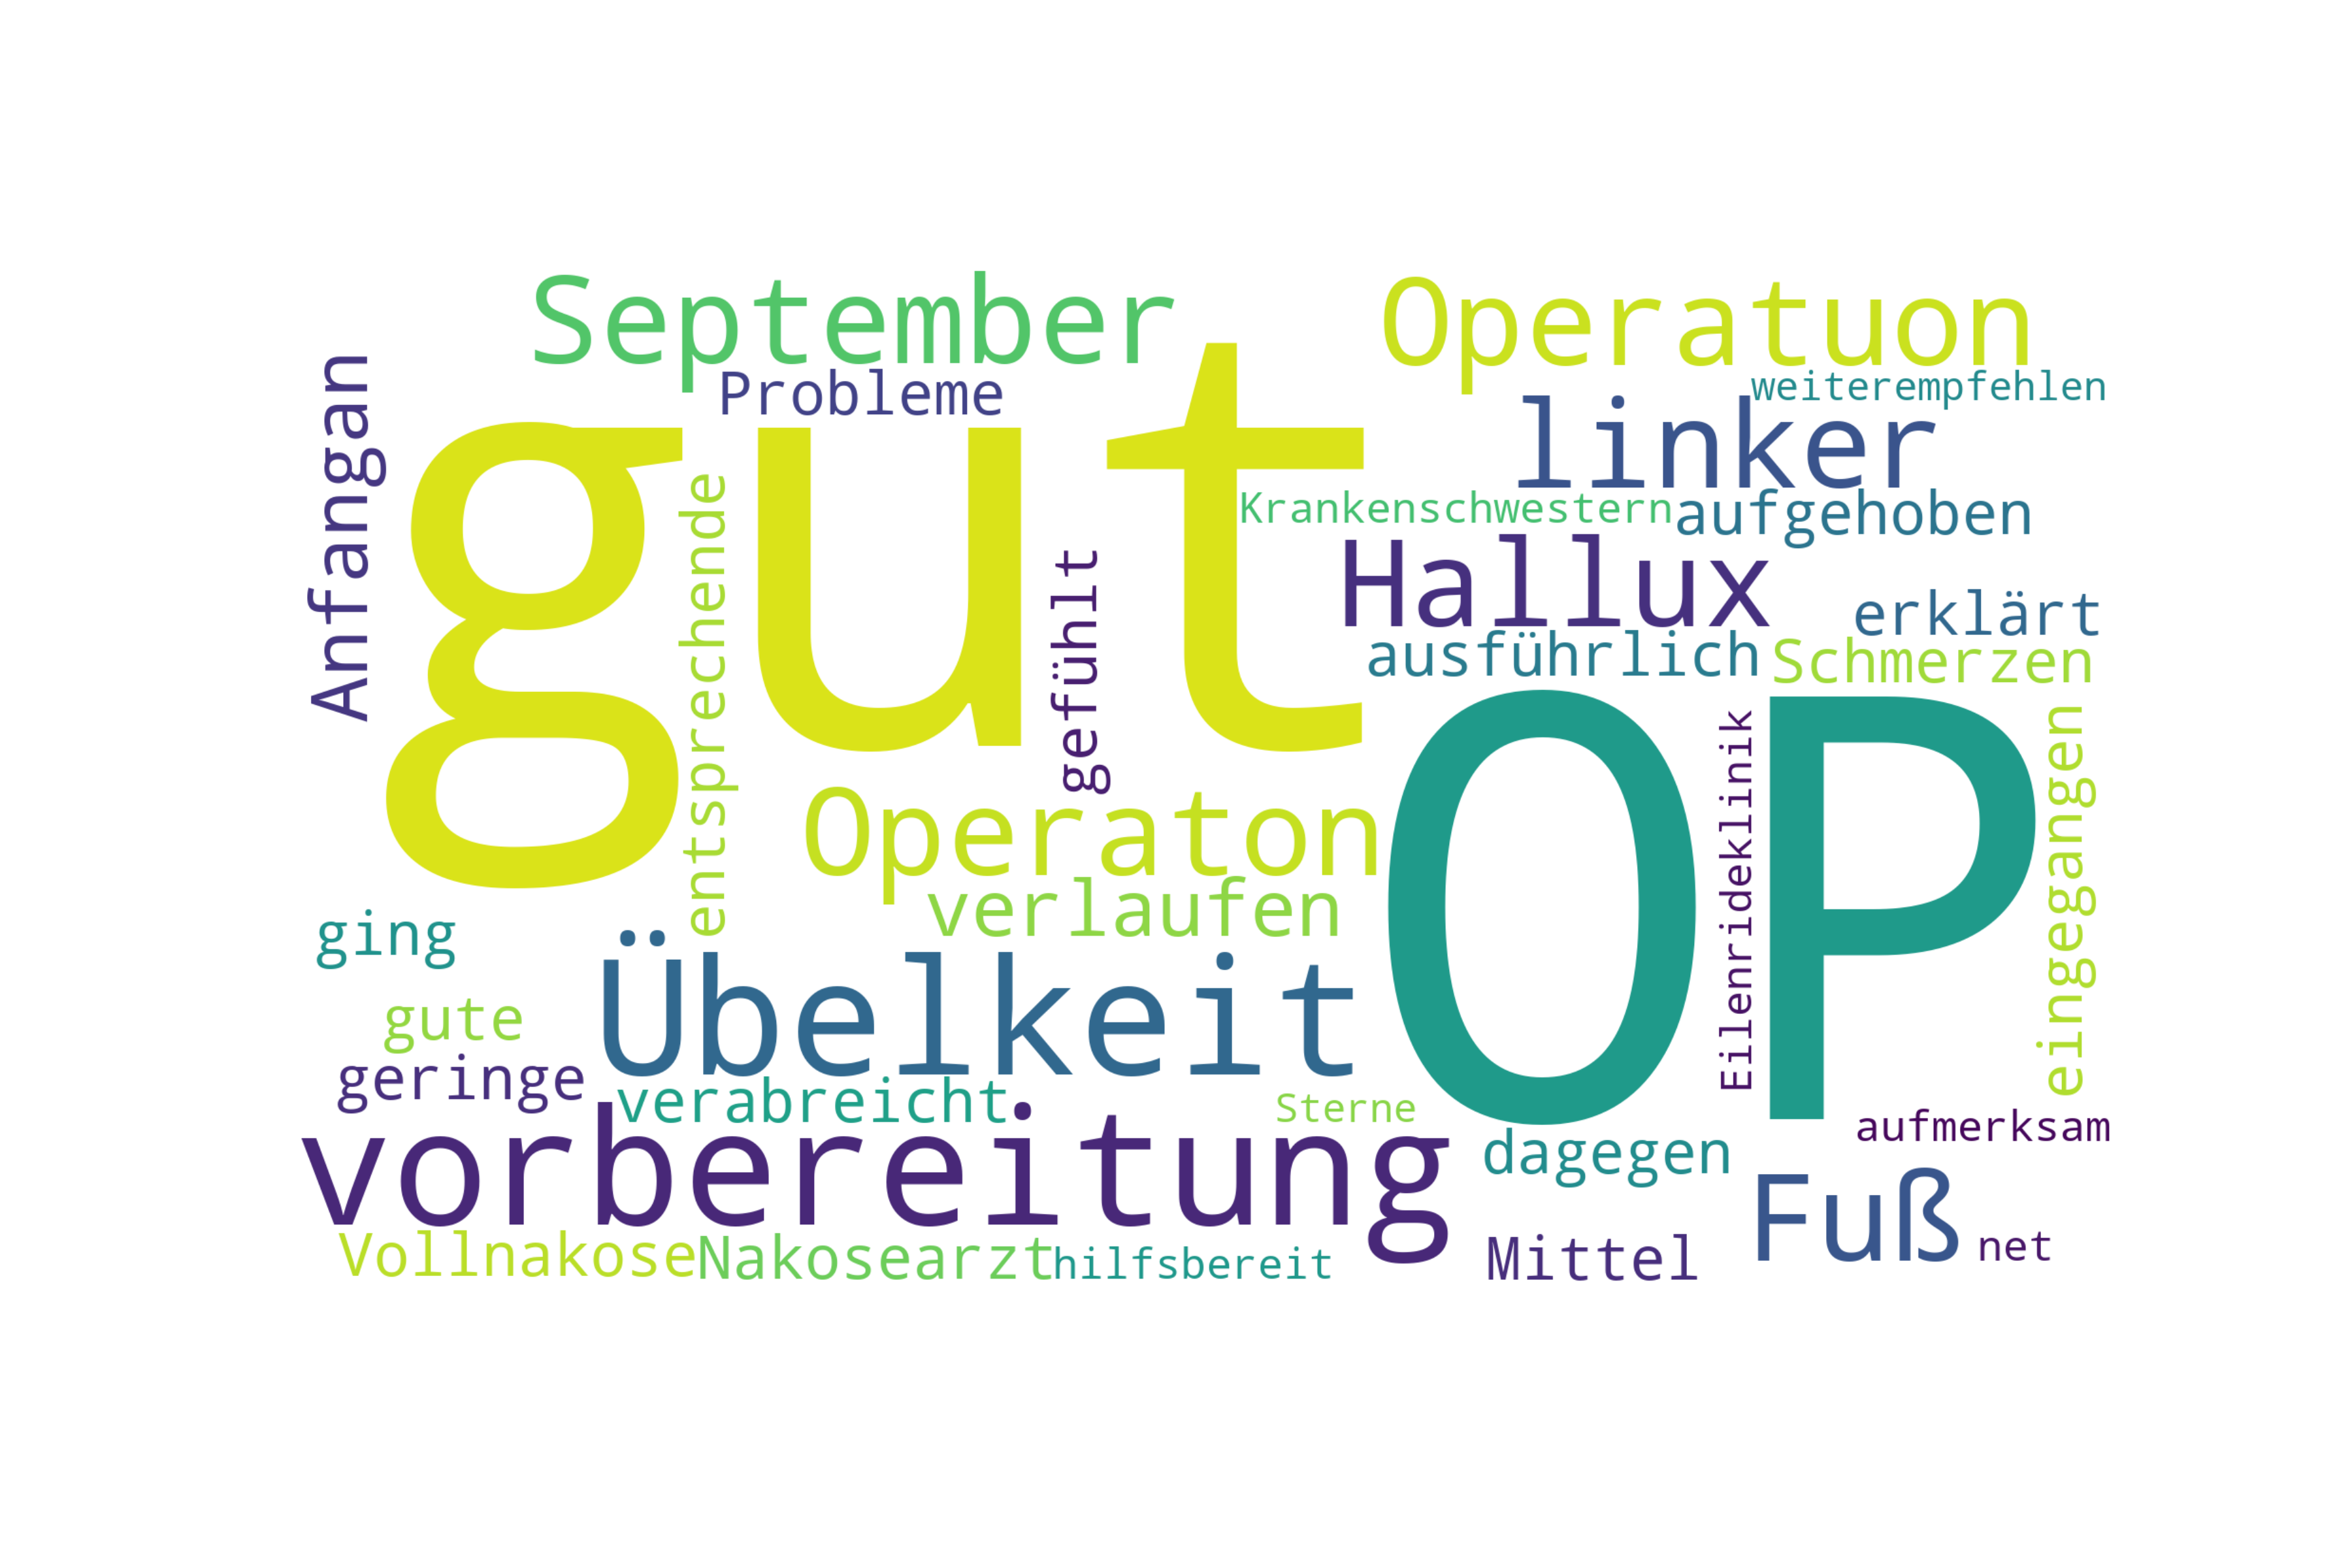 September
Operatuon
Probleme
weiterempfehlen
Anfangan
gut
linker
Krankenschwestern
aufgehoben
entsprechende
gefühlt
Hallux
erklärt
ausführlich
Schmerzen
OP
Eilenrideklinik
eingegangen
Operaton
verlaufen
ging
Übelkeit
gute
geringe
verabreicht
Sterne
aufmerksam
vorbereitung
dagegen
Fuß
net
Vollnakose
Nakosearzt
hilfsbereit
Mittel